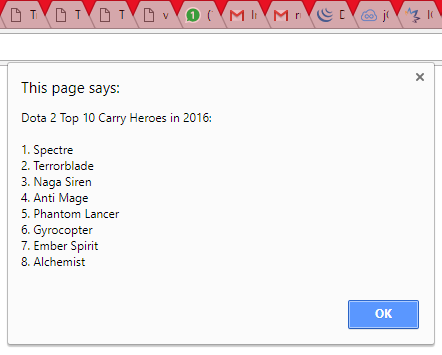 This page says:
Dota 2 Top 10 Carry Heroes in 2016:
1. Spectre
2. Terrorblade
3. Naga Siren
4. Anti Mage
5. Phantom Lancer
6. Gyrocopter
7. Ember Spirit
8. Alchemist
OK